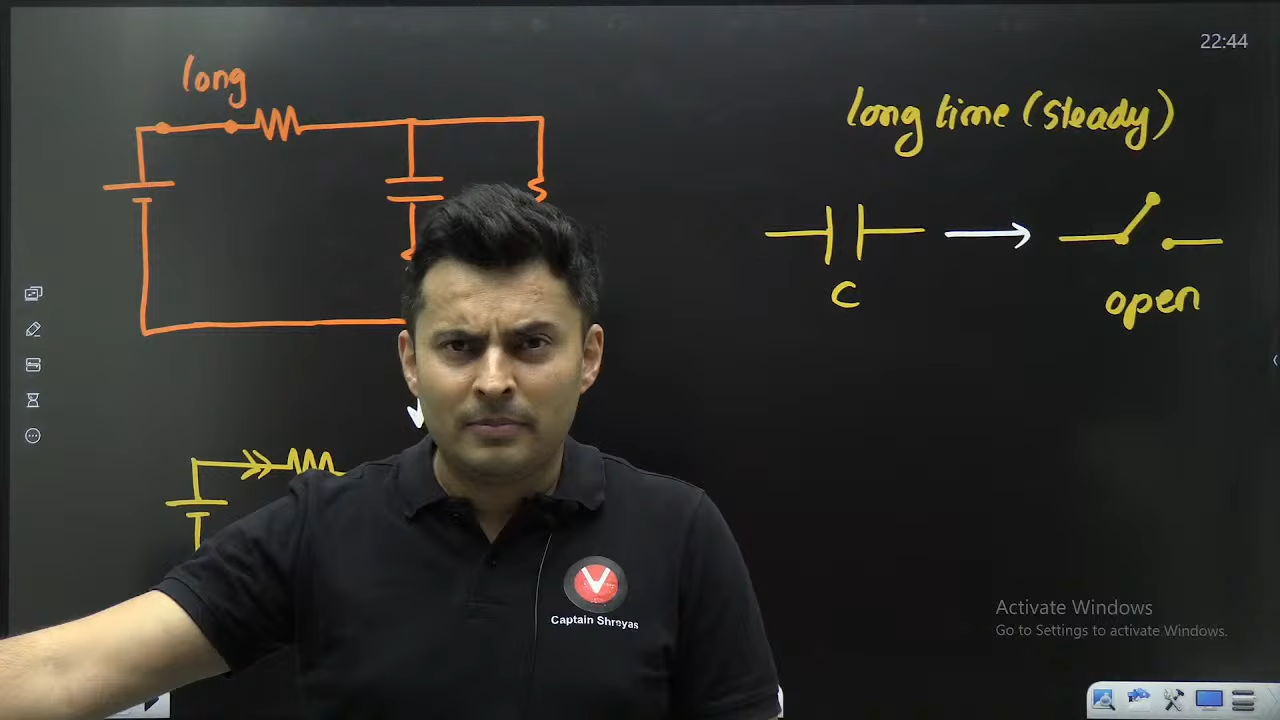 22:44
long
long time (steady)
C
open
V
Captain Shreyas
Activate Windows
Go to Settings to activate Windows.